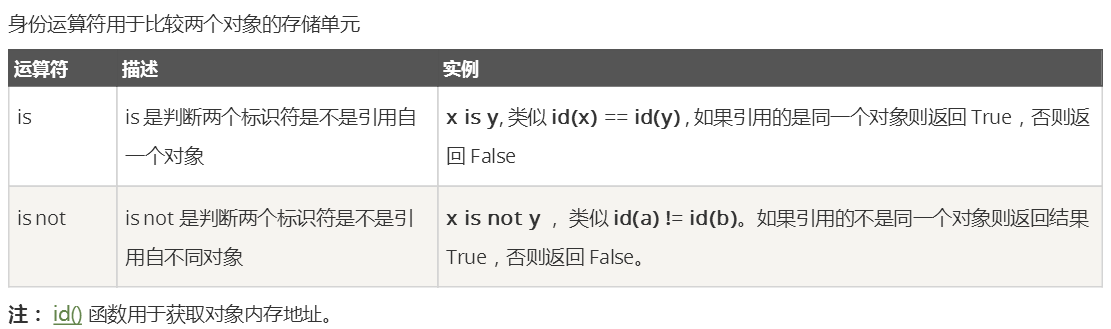 身份运算符用于比较两个对象的存储单元
运算符 描述 实例
is is 是判断两个标识符是不是引用自 x is y, 类似 id(x) == id(y) , 如果引用的是同一个对象则返回 True，否则返
一个对象 回 False
is not is not 是判断两个标识符是不是引 x is not y ， 类似 id(a) != id(b)。如果引用的不是同一个对象则返回结果
用自不同对象 True，否则返回 False。
注： id() 函数用于获取对象内存地址。